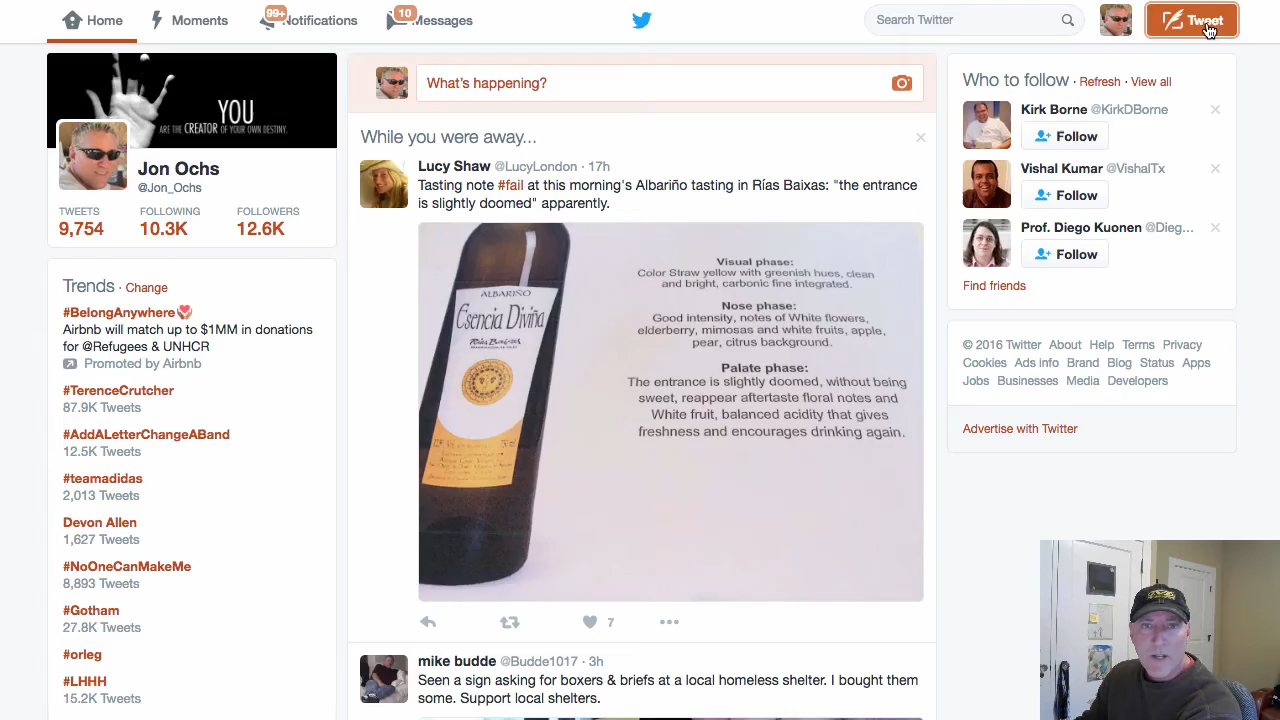 Home
Moments
99+
Notifications
10
Messages
Search Twitter
Tweet
YOU
ARE THE CREATOR OF YOUR OWN DESTINY.
Jon Ochs
@Jon_Ochs
TWEETS FOLLOWING FOLLOWERS
9,754 10.3K 12.6K
Trends · Change
#BelongAnywhere
Airbnb will match up to $1MM in donations
for @Refugees & UNHCR
Promoted by Airbnb
#TerenceCrutcher
87.9K Tweets
#AddALetterChangeABand
12.5K Tweets
#teamadidas
2,013 Tweets
Devon Allen
1,627 Tweets
#NoOneCanMakeMe
8,893 Tweets
#Gotham
27.8K Tweets
#orleg
#LHHH
15.2K Tweets
What's happening?
While you were away...
Lucy Shaw @LucyLondon · 17h
Tasting note #fail at this morning's Albariño tasting in Rías Baixas: "the entrance
is slightly doomed" apparently.
ALBARIÑO
Esencia Diviña
Rías Baixas
Visual phase:
Color Straw yellow with greenish hues, clean
and bright, carbonic fine integrated.
Nose phase:
Good intensity, notes of White flowers,
elderberry, mimosas and white fruits, apple,
pear, citrus background.
Palate phase:
The entrance is slightly doomed, without being
sweet, reappear aftertaste floral notes and
White fruit, balanced acidity that gives
freshness and encourages drinking again.
7
mike budde @Budde1017 · 3h
Seen a sign asking for boxers & briefs at a local homeless shelter. I bought them
some. Support local shelters.
Who to follow · Refresh · View all
Kirk Borne @KirkDBorne
Follow
Vishal Kumar @VishalTx
Follow
Prof. Diego Kuonen @Dieg...
Follow
Find friends
© 2016 Twitter About Help Terms Privacy
Cookies Ads info Brand Blog Status Apps
Jobs Businesses Media Developers
Advertise with Twitter